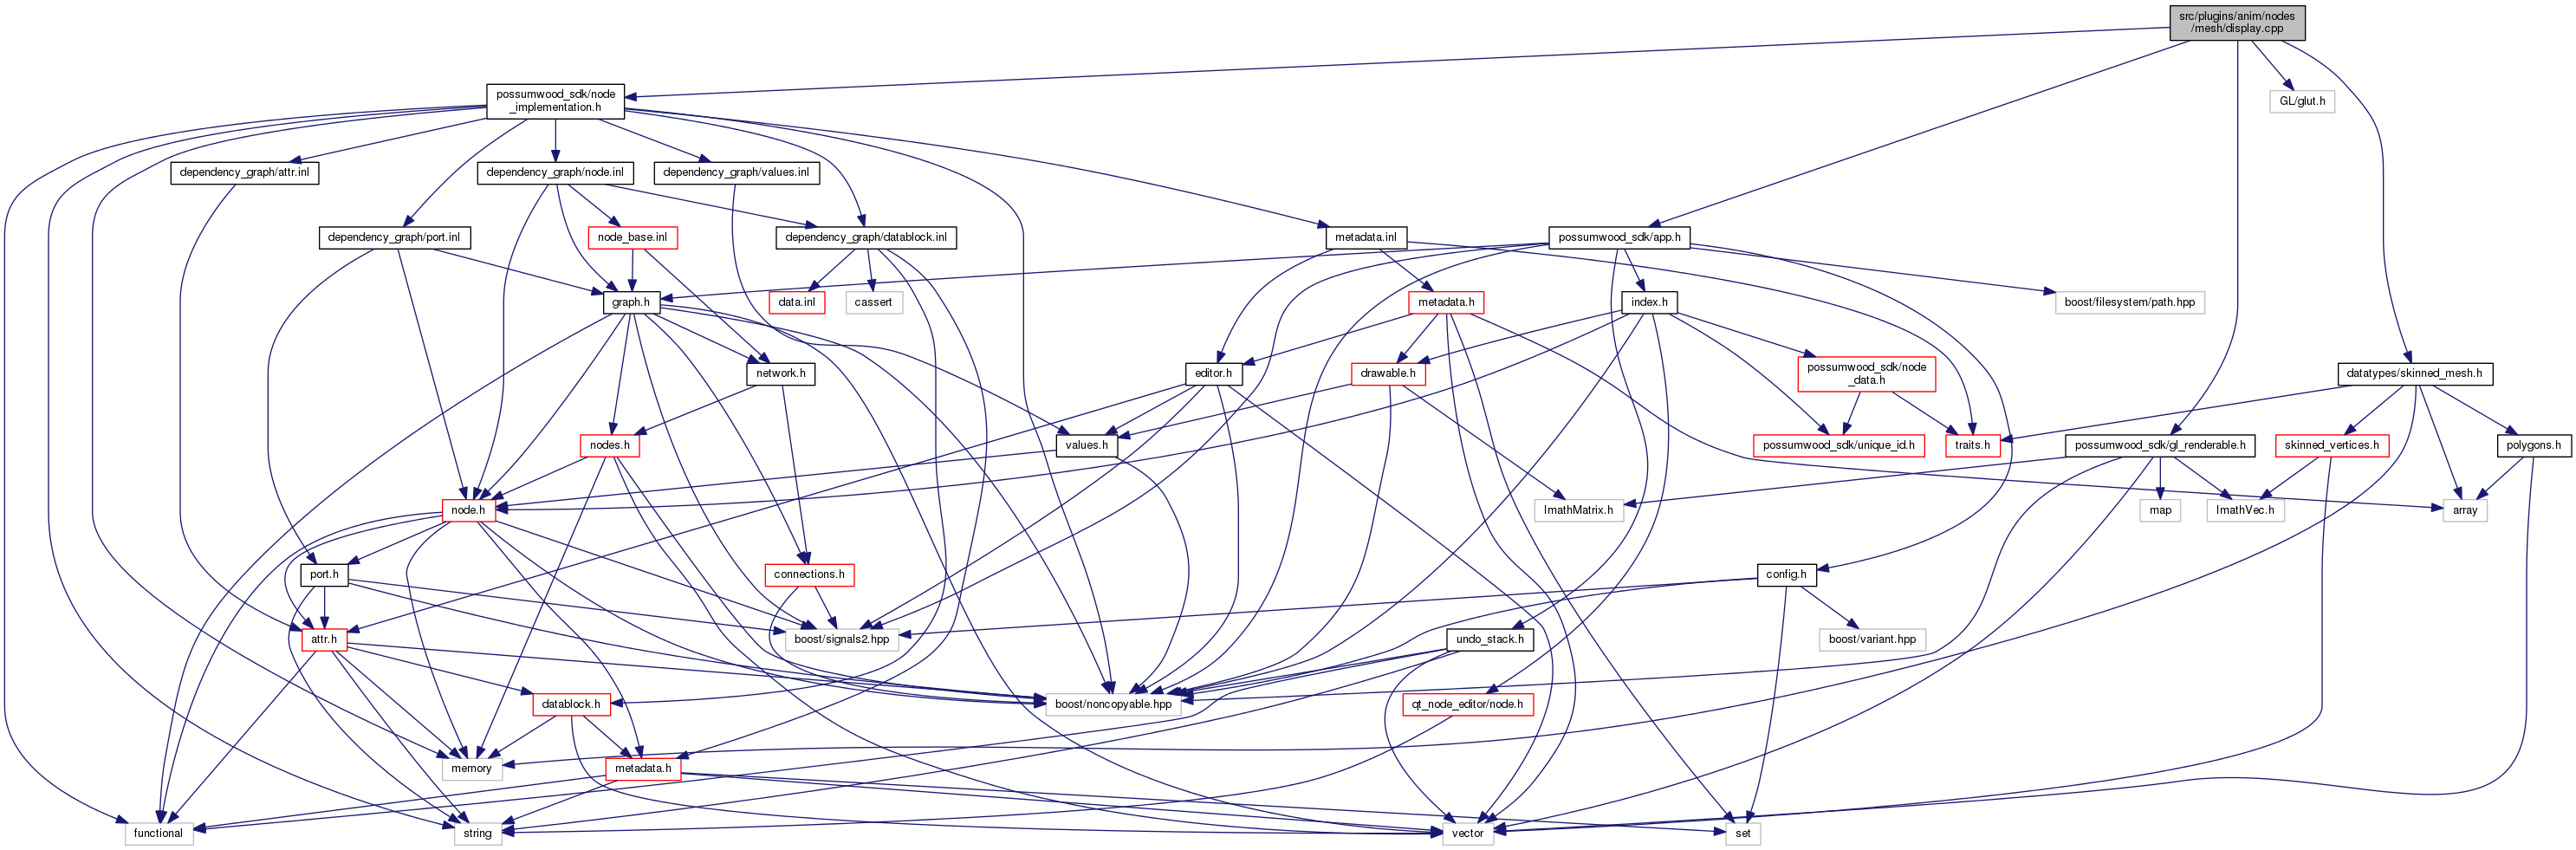 src/plugins/anim/nodes
/mesh/display.cpp
possumwood_sdk/node
_implementation.h
GL/glut.h
dependency_graph/attr.inl
dependency_graph/node.inl
dependency_graph/values.inl
dependency_graph/port.inl
node_base.inl
dependency_graph/datablock.inl
metadata.inl
possumwood_sdk/app.h
graph.h
data.inl
cassert
metadata.h
index.h
boost/filesystem/path.hpp
network.h
editor.h
drawable.h
possumwood_sdk/node
_data.h
datatypes/skinned_mesh.h
nodes.h
values.h
possumwood_sdk/unique_id.h
traits.h
possumwood_sdk/gl_renderable.h
skinned_vertices.h
polygons.h
node.h
ImathMatrix.h
map
ImathVec.h
array
port.h
connections.h
config.h
attr.h
boost/signals2.hpp
undo_stack.h
boost/variant.hpp
datablock.h
boost/noncopyable.hpp
qt_node_editor/node.h
memory
metadata.h
functional
string
vector
set